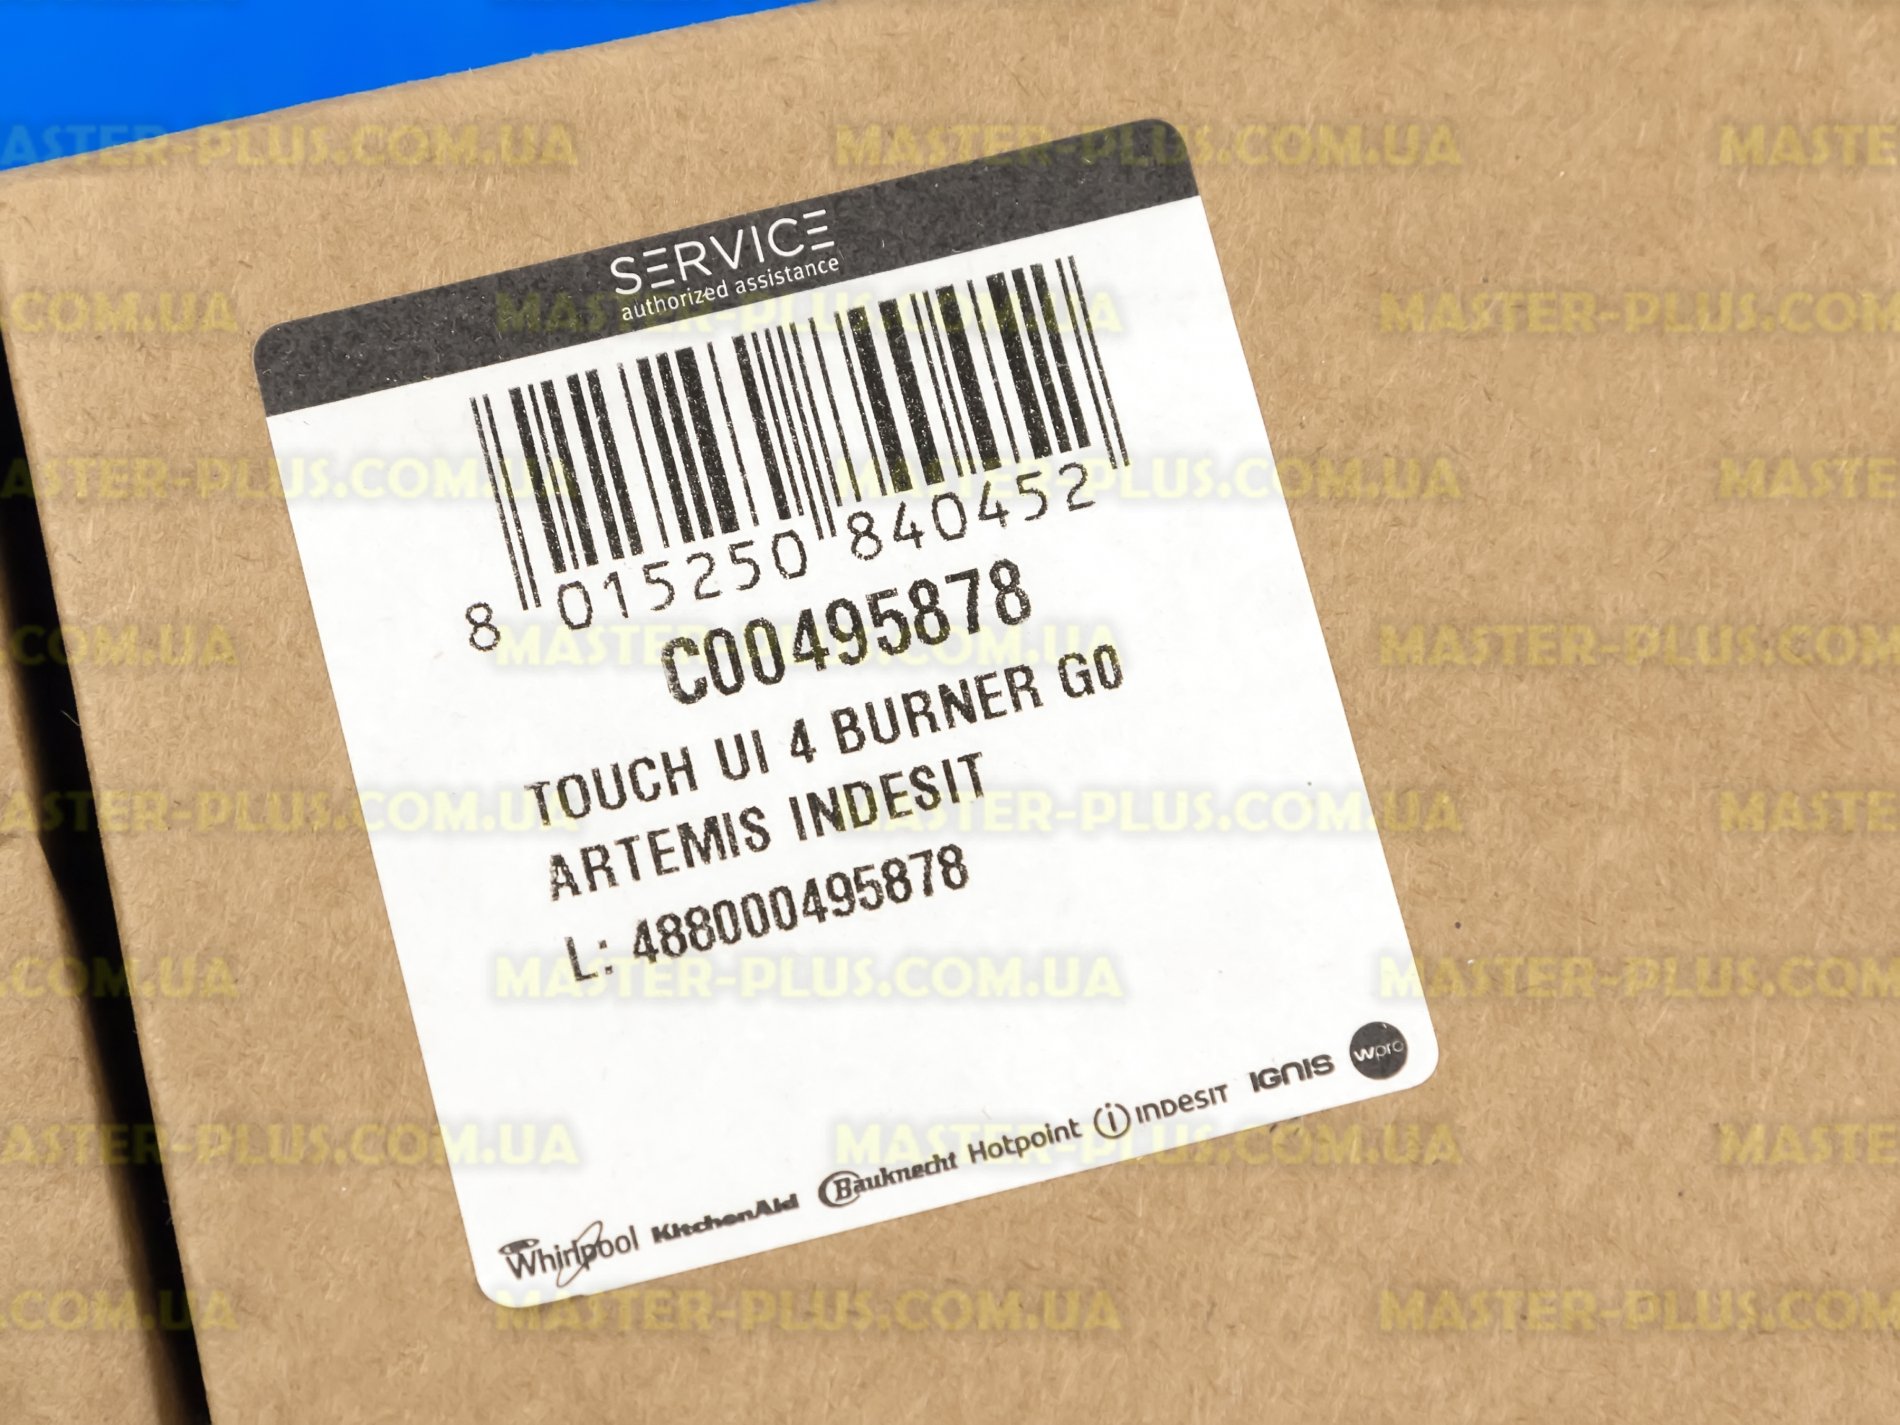 SERVICE
authorized assistance
8 015250 840452
C00495878
TOUCH UI 4 BURNER GO
ARTEMIS INDESIT
L: 488000495878
Whirlpool KitchenAid Bauknecht Hotpoint indesit IGNIS wpro
MASTER-PLUS.COM.UA